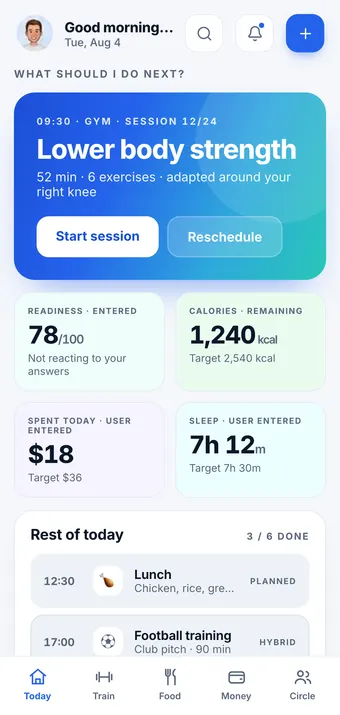 Good morning...
Tue, Aug 4
WHAT SHOULD I DO NEXT?
09:30 · GYM · SESSION 12/24
Lower body strength
52 min · 6 exercises · adapted around your
right knee
Start session
Reschedule
READINESS · ENTERED
78/100
Not reacting to your
answers
CALORIES · REMAINING
1,240 kcal
Target 2,540 kcal
SPENT TODAY · USER
ENTERED
$18
Target $36
SLEEP · USER ENTERED
7h 12m
Target 7h 30m
Rest of today
3 / 6 DONE
12:30
Lunch
Chicken, rice, gre...
PLANNED
17:00
Football training
Club pitch · 90 min
HYBRID
Today
Train
Food
Money
Circle